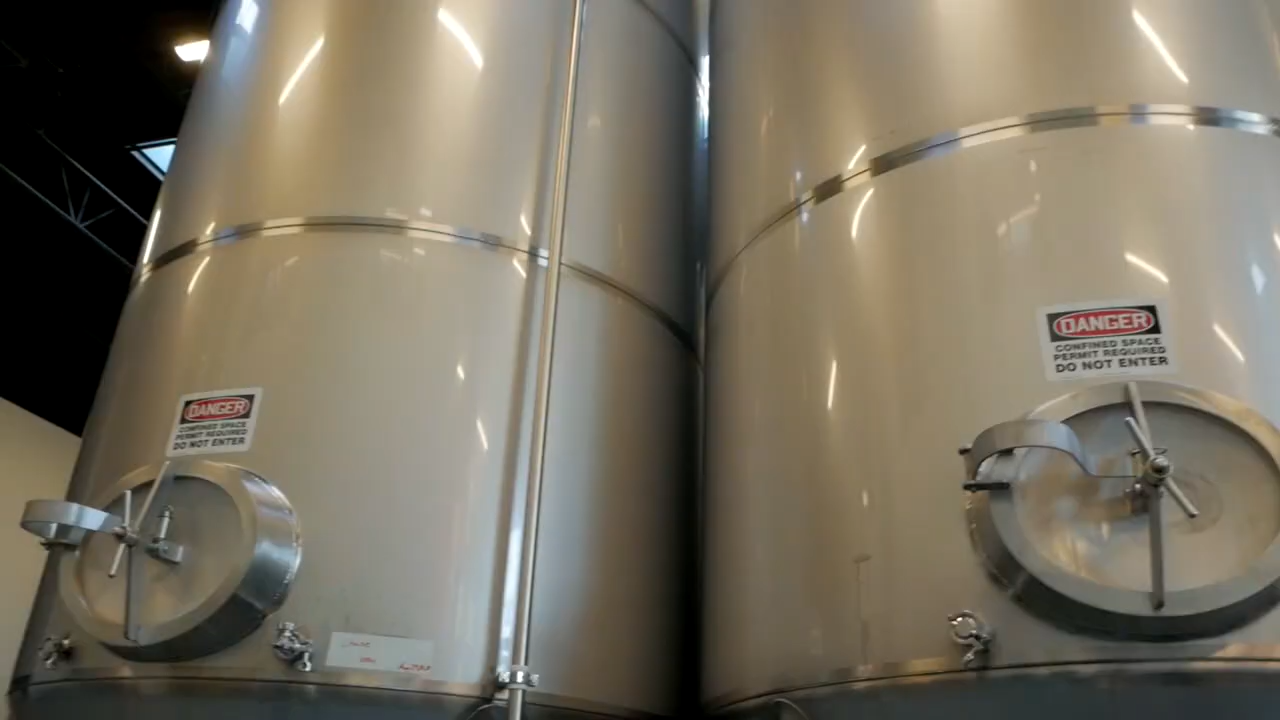 DANGER
CONFINED SPACE
PERMIT REQUIRED
DO NOT ENTER
DANGER
CONFINED SPACE
PERMIT REQUIRED
DO NOT ENTER